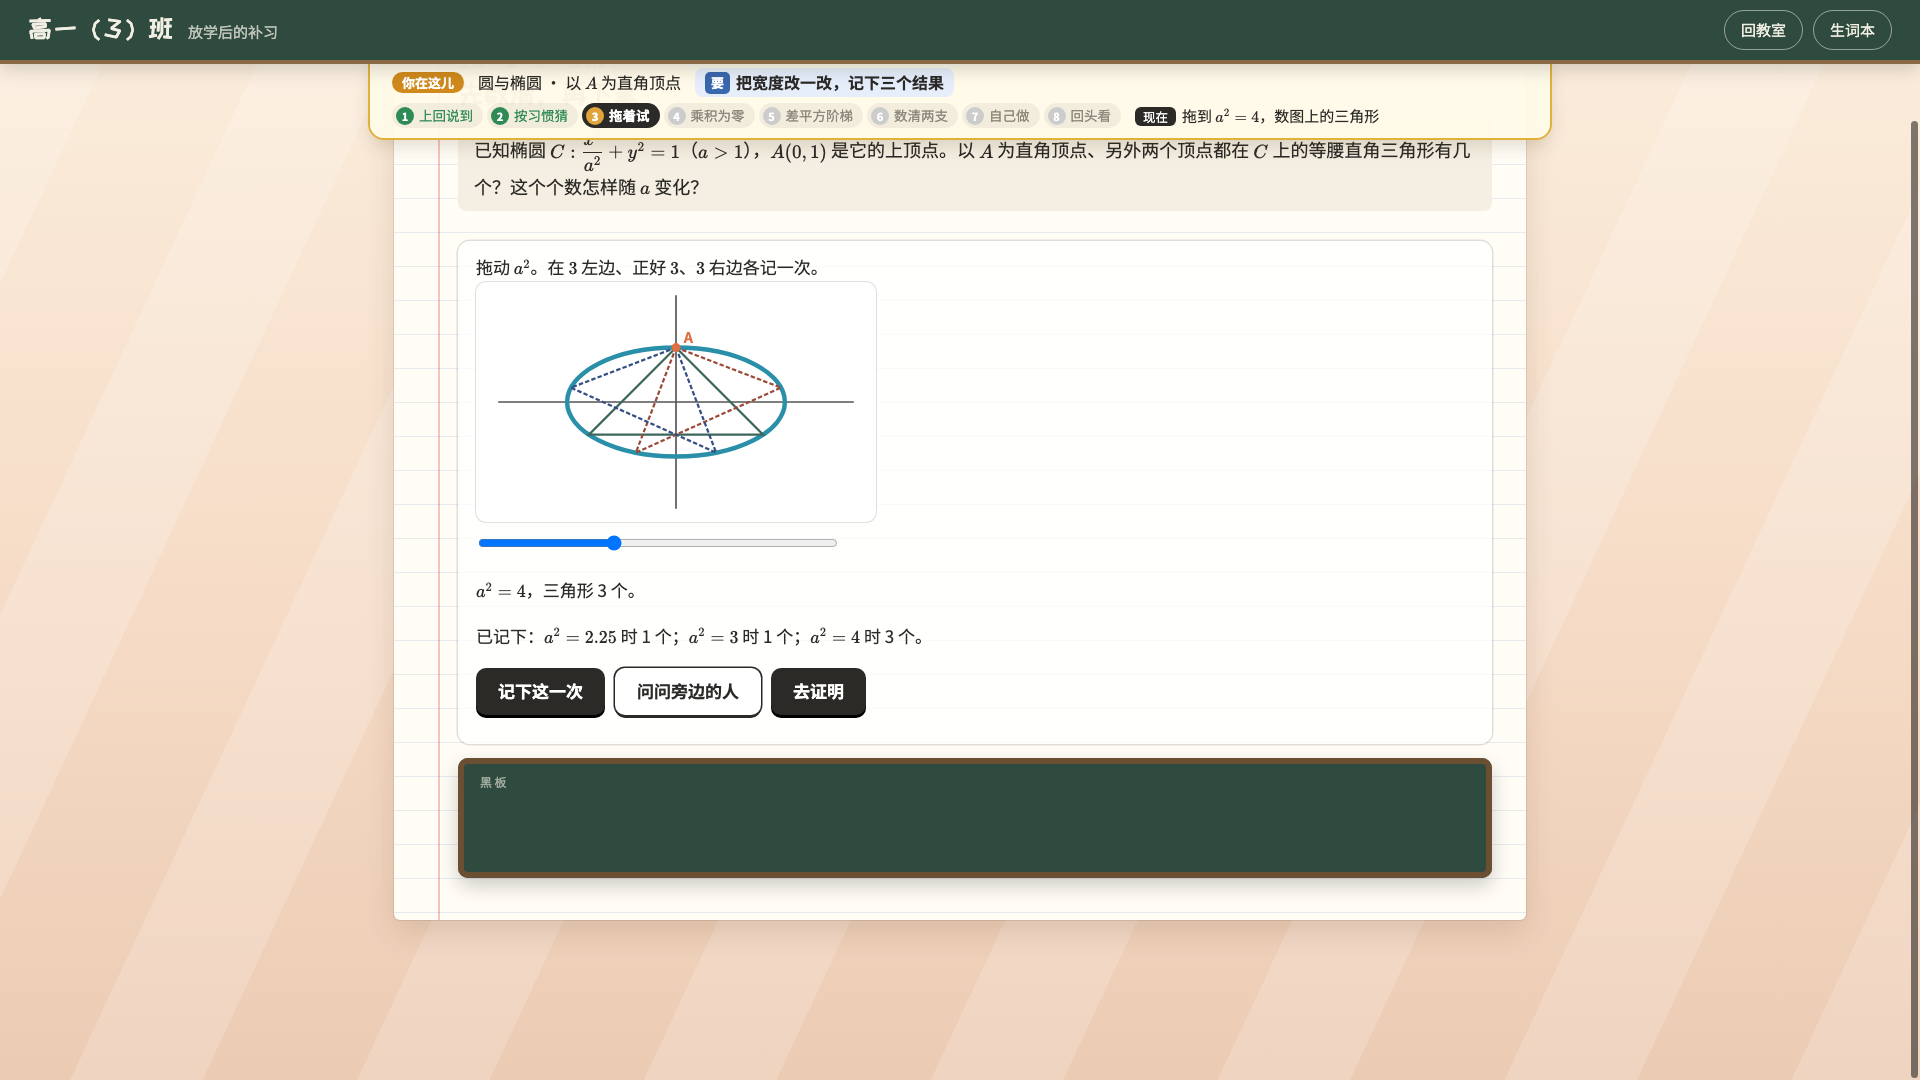 高一（3）班 放学后的补习 回教室 生词本
你在这儿 圆与椭圆 · 以 A 为直角顶点 要 把宽度改一改，记下三个结果
1 上回说到 2 按习惯猜 3 拖着试 4 乘积为零 5 差平方阶梯 6 数清两支 7 自己做 8 回头看 现在 拖到 a² = 4，数图上的三角形
已知椭圆 C : x²/a² + y² = 1（a > 1），A(0, 1) 是它的上顶点。以 A 为直角顶点、另外两个顶点都在 C 上的等腰直角三角形有几
个？这个个数怎样随 a 变化？
拖动 a²。在 3 左边、正好 3、3 右边各记一次。
A
a² = 4，三角形 3 个。
已记下：a² = 2.25 时 1 个；a² = 3 时 1 个；a² = 4 时 3 个。
记下这一次 问问旁边的人 去证明
黑板